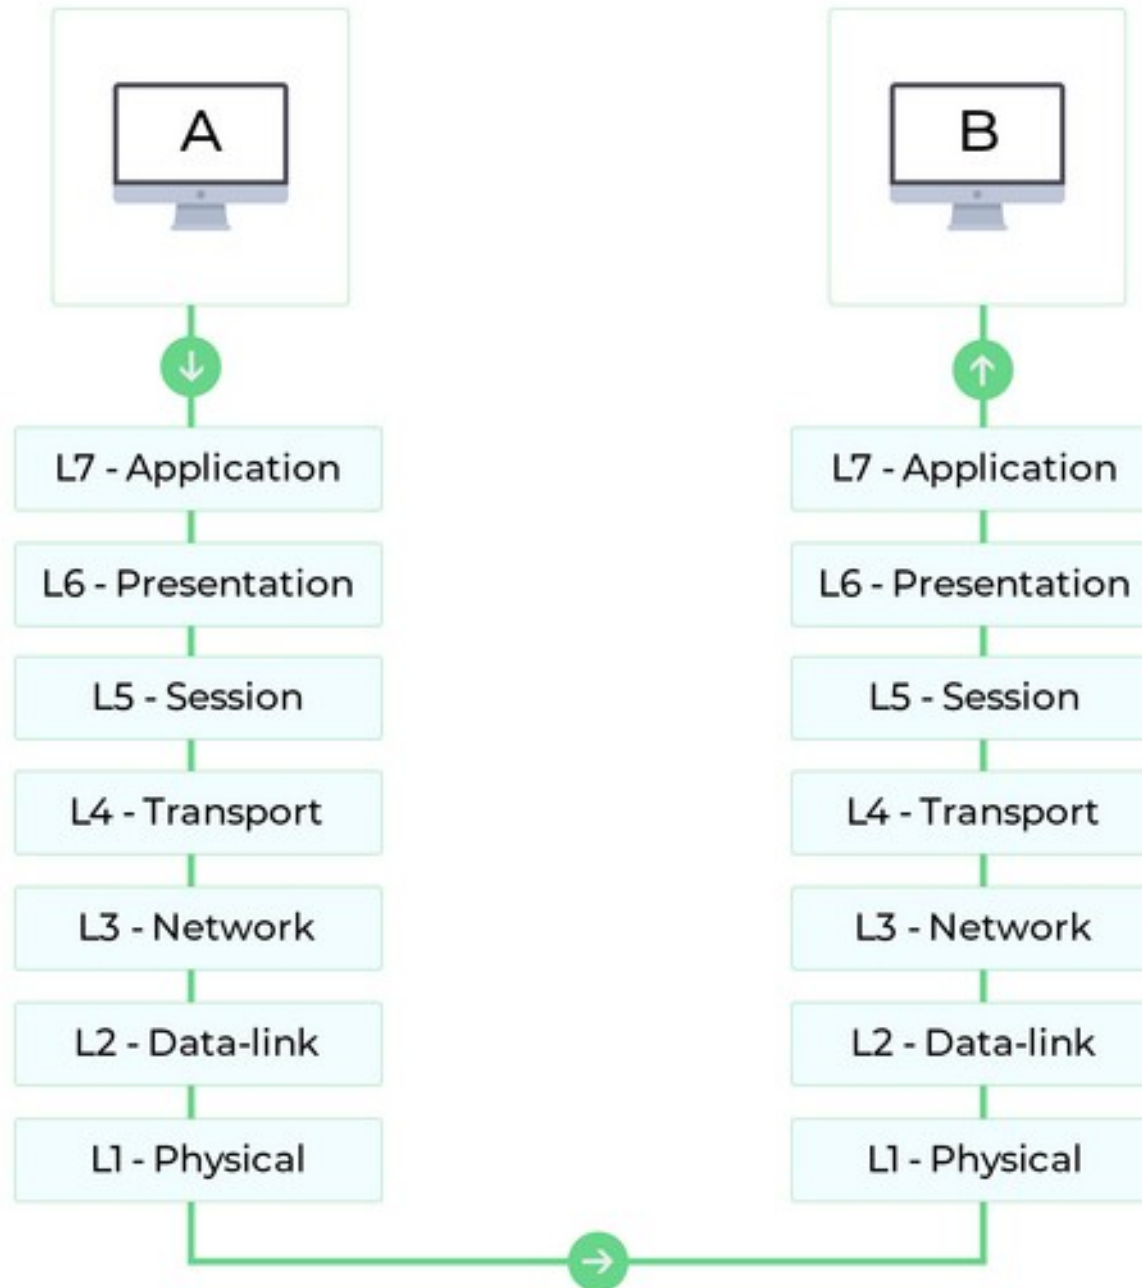 A
B
L7 - Application
L7 - Application
L6 - Presentation
L6 - Presentation
L5 - Session
L5 - Session
L4 - Transport
L4 - Transport
L3 - Network
L3 - Network
L2 - Data-link
L2 - Data-link
L1 - Physical
L1 - Physical